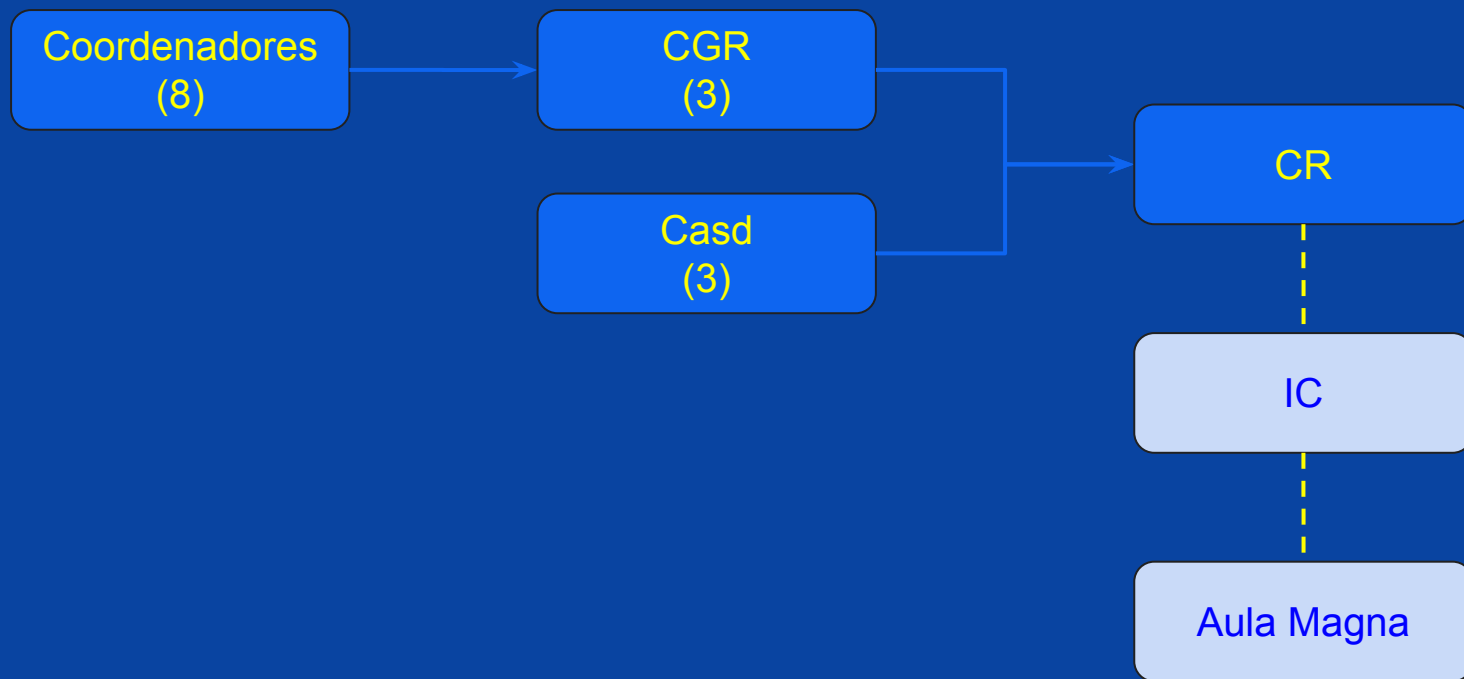 Coordenadores
(8)
CGR
(3)
Casd
(3)
CR
IC
Aula Magna